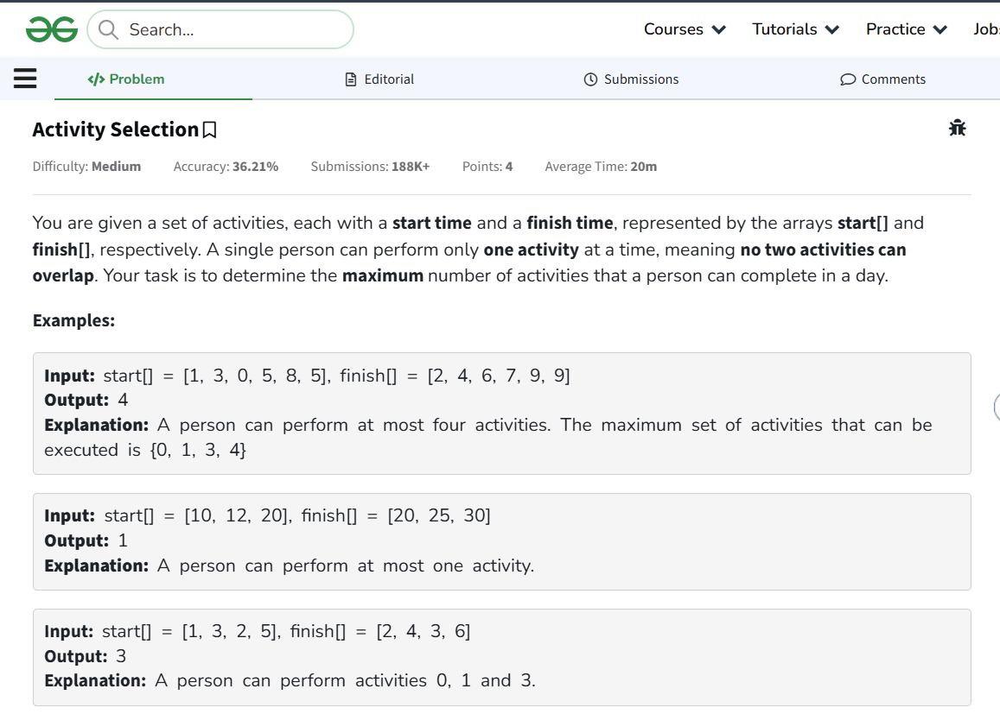 Search...
Courses Tutorials Practice Jobs
</> Problem Editorial Submissions Comments
Activity Selection
Difficulty: Medium Accuracy: 36.21% Submissions: 188K+ Points: 4 Average Time: 20m
You are given a set of activities, each with a start time and a finish time, represented by the arrays start[] and
finish[], respectively. A single person can perform only one activity at a time, meaning no two activities can
overlap. Your task is to determine the maximum number of activities that a person can complete in a day.
Examples:
Input: start[] = [1, 3, 0, 5, 8, 5], finish[] = [2, 4, 6, 7, 9, 9]
Output: 4
Explanation: A person can perform at most four activities. The maximum set of activities that can be
executed is {0, 1, 3, 4}
Input: start[] = [10, 12, 20], finish[] = [20, 25, 30]
Output: 1
Explanation: A person can perform at most one activity.
Input: start[] = [1, 3, 2, 5], finish[] = [2, 4, 3, 6]
Output: 3
Explanation: A person can perform activities 0, 1 and 3.